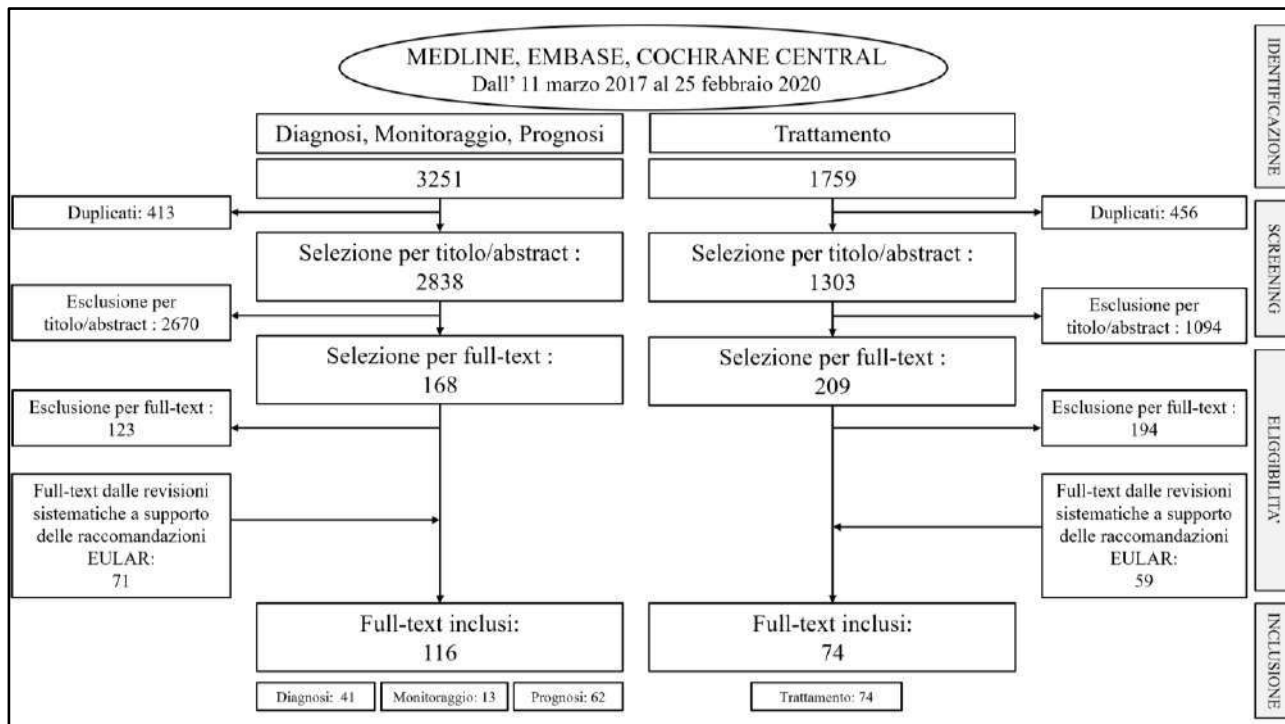 MEDLINE, EMBASE, COCHRANE CENTRAL
Dall' 11 marzo 2017 al 25 febbraio 2020
IDENTIFICAZIONE
Diagnosi, Monitoraggio, Prognosi
Trattamento
3251
1759
Duplicati: 413
Duplicati: 456
SCREENING
Selezione per titolo/abstract :
2838
Selezione per titolo/abstract :
1303
Esclusione per
titolo/abstract : 2670
Esclusione per
titolo/abstract : 1094
Selezione per full-text :
168
Selezione per full-text :
209
ELIGGIBILITA'
Esclusione per full-text :
123
Esclusione per full-text :
194
Full-text dalle revisioni
sistematiche a supporto
delle raccomandazioni
EULAR:
71
Full-text dalle revisioni
sistematiche a supporto
delle raccomandazioni
EULAR:
59
Full-text inclusi:
116
Full-text inclusi:
74
INCLUSIONE
Diagnosi: 41
Monitoraggio: 13
Prognosi: 62
Trattamento: 74